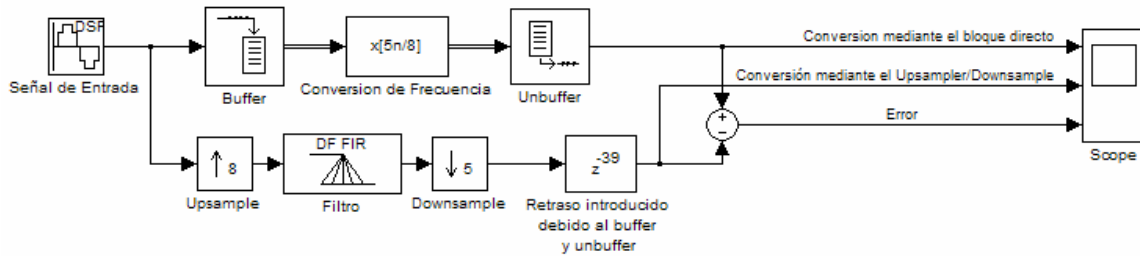 DSP
Señal de Entrada
Buffer
x[5n/8]
Conversion de Frecuencia
Unbuffer
Conversion mediante el bloque directo
Conversión mediante el Upsampler/Downsample
+
−
Error
Scope
8
Upsample
DF FIR
Filtro
5
Downsample
z-39
Retraso introducido
debido al buffer
y unbuffer